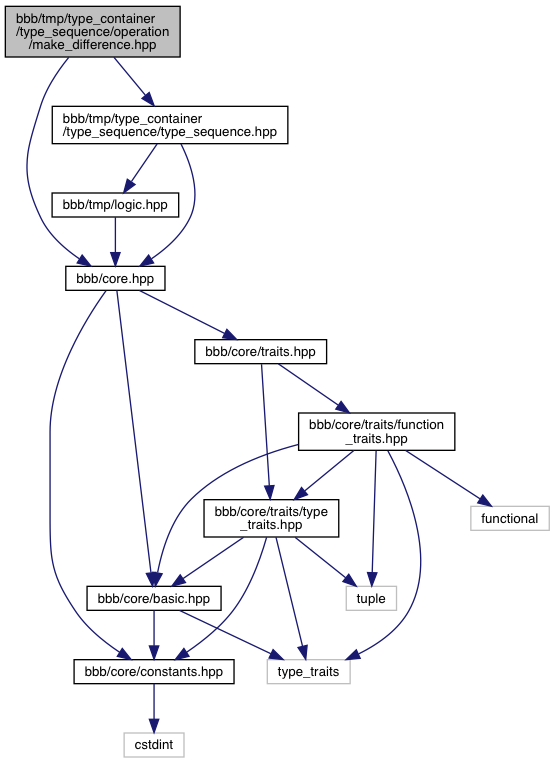 bbb/tmp/type_container
/type_sequence/operation
/make_difference.hpp
bbb/tmp/type_container
/type_sequence/type_sequence.hpp
bbb/tmp/logic.hpp
bbb/core.hpp
bbb/core/traits.hpp
bbb/core/traits/function
_traits.hpp
bbb/core/traits/type
_traits.hpp
functional
bbb/core/basic.hpp
tuple
bbb/core/constants.hpp
type_traits
cstdint